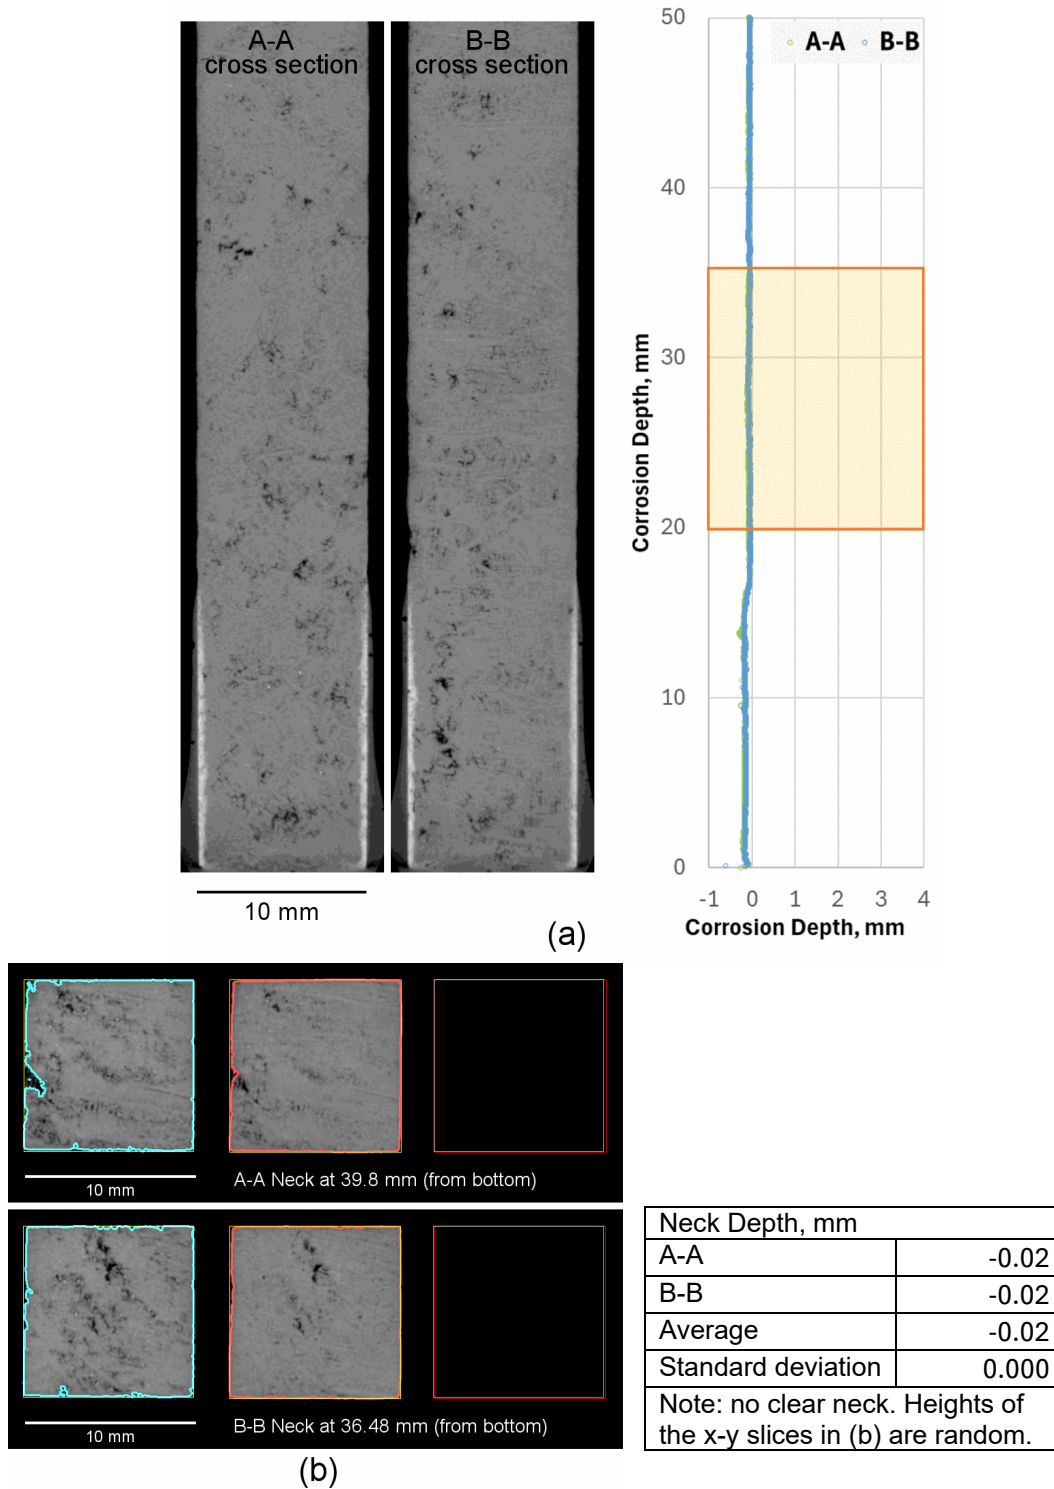 A-A
cross section
B-B
cross section
10 mm
(a)
A-A
B-B
50
40
30
20
10
0
Corrosion Depth, mm
-1 0 1 2 3 4
Corrosion Depth, mm
10 mm
A-A Neck at 39.8 mm (from bottom)
10 mm
B-B Neck at 36.48 mm (from bottom)
(b)
Neck Depth, mm
A-A -0.02
B-B -0.02
Average -0.02
Standard deviation 0.000
Note: no clear neck. Heights of
the x-y slices in (b) are random.